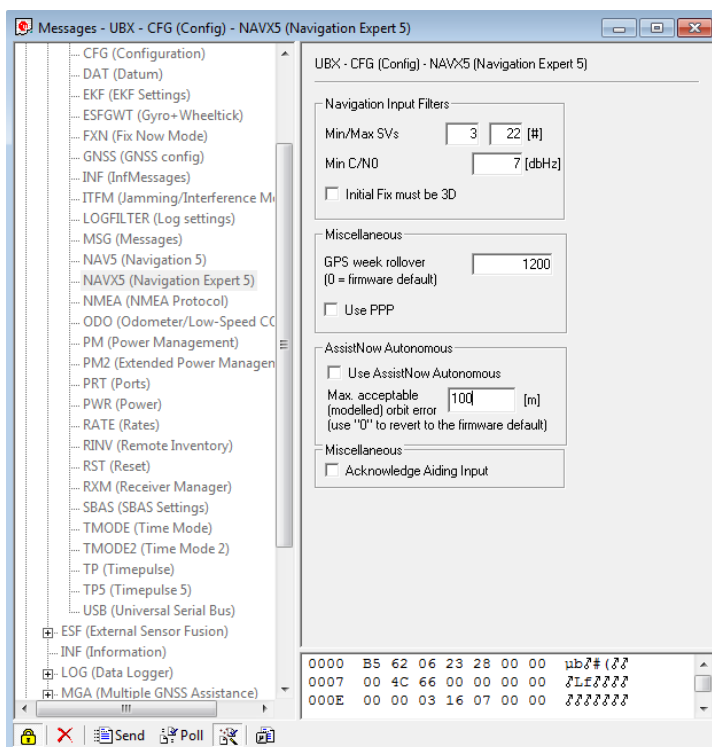 Messages - UBX - CFG (Config) - NAVX5 (Navigation Expert 5)
CFG (Configuration)
DAT (Datum)
EKF (EKF Settings)
ESFGWT (Gyro+Wheeltick)
FXN (Fix Now Mode)
GNSS (GNSS config)
INF (InfMessages)
ITFM (Jamming/Interference M
LOGFILTER (Log settings)
MSG (Messages)
NAV5 (Navigation 5)
NAVX5 (Navigation Expert 5)
NMEA (NMEA Protocol)
ODO (Odometer/Low-Speed CO
PM (Power Management)
PM2 (Extended Power Managen
PRT (Ports)
PWR (Power)
RATE (Rates)
RINV (Remote Inventory)
RST (Reset)
RXM (Receiver Manager)
SBAS (SBAS Settings)
TMODE (Time Mode)
TMODE2 (Time Mode 2)
TP (Timepulse)
TP5 (Timepulse 5)
USB (Universal Serial Bus)
ESF (External Sensor Fusion)
INF (Information)
LOG (Data Logger)
MGA (Multiple GNSS Assistance)
UBX - CFG (Config) - NAVX5 (Navigation Expert 5)
Navigation Input Filters
Min/Max SVs 3 22 [#]
Min C/N0 7 [dbHz]
Initial Fix must be 3D
Miscellaneous
GPS week rollover 1200
(0 = firmware default)
Use PPP
AssistNow Autonomous
Use AssistNow Autonomous
Max. acceptable
(modelled) orbit error 100 [m]
(use "0" to revert to the firmware default)
Miscellaneous
Acknowledge Aiding Input
0000 B5 62 06 23 28 00 00 µb#(
0007 00 4C 66 00 00 00 00 Lf
000E 00 00 03 16 07 00 00
Send Poll